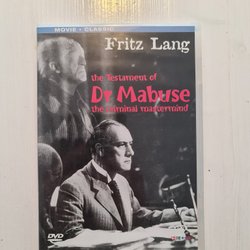 MOVIE • CLASSIC
Fritz Lang
the Testament of
Dr. Mabuse
the criminal mastermind
DVD